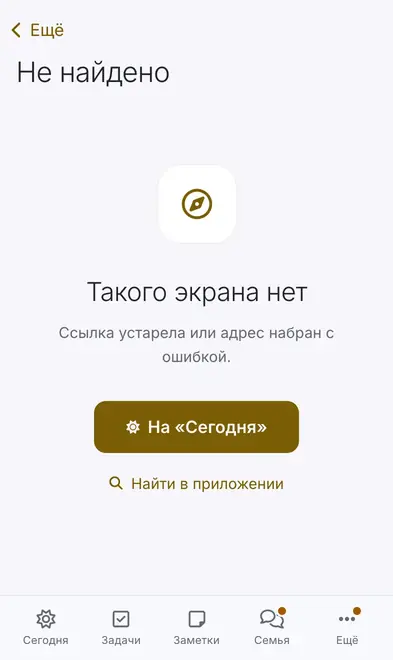 Ещё
Не найдено
Такого экрана нет
Ссылка устарела или адрес набран с
ошибкой.
На «Сегодня»
Найти в приложении
Сегодня
Задачи
Заметки
Семья
Ещё